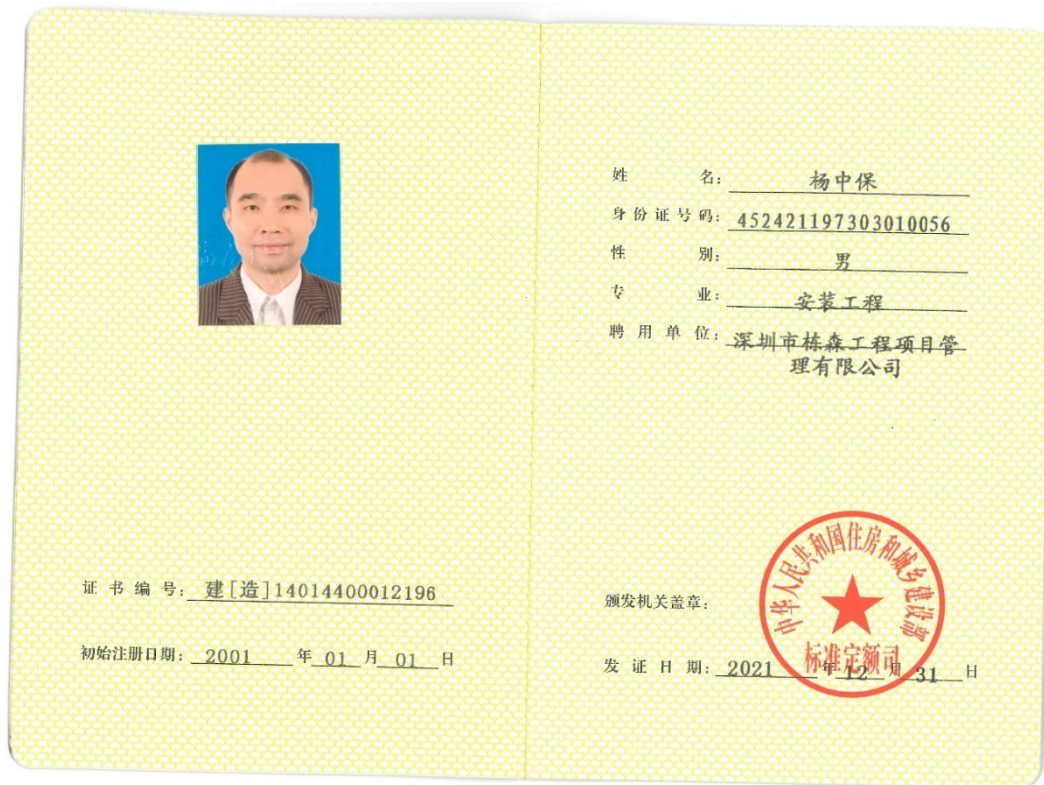 姓名：杨中保
身份证号码：452421197303010056
性别：男
专业：安装工程
聘用单位：深圳市栋森工程项目管
理有限公司
证书编号：建[造]14014400012196
初始注册日期：2001年01月01日
颁发机关盖章：
中华人民共和国住房和城乡建设部
标准定额司
发证日期：2021年12月31日